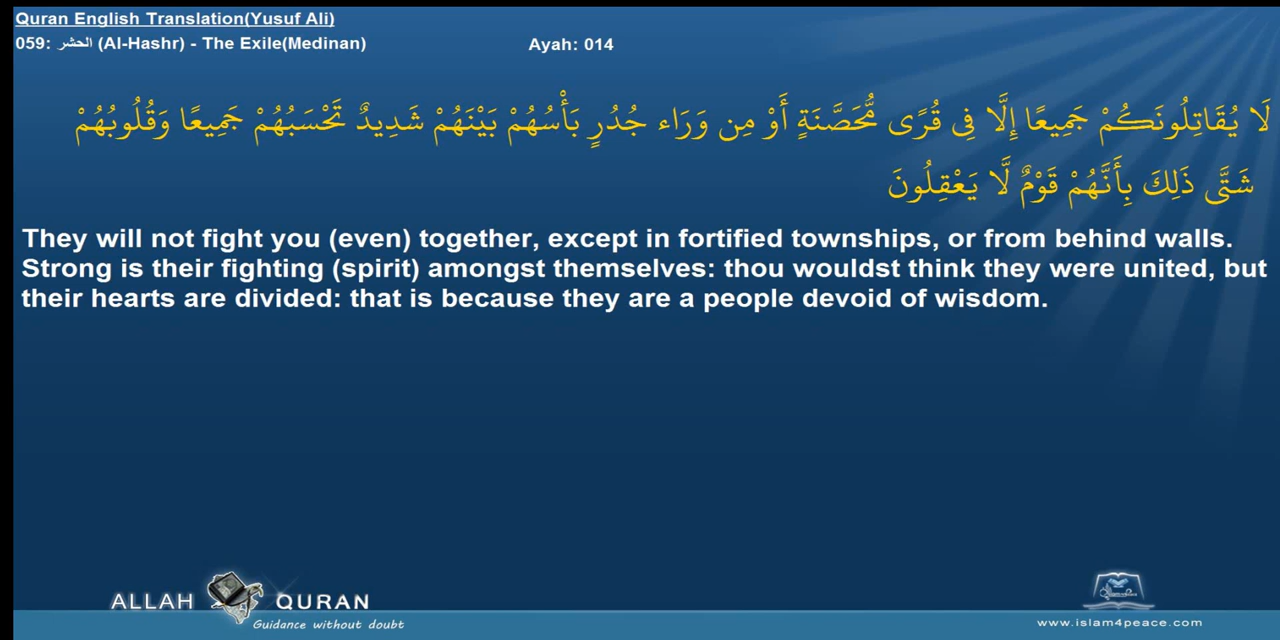 Quran English Translation(Yusuf Ali)
059: الحشر (Al-Hashr) - The Exile(Medinan) Ayah: 014
لَا يُقَاتِلُونَكُمْ جَمِيعًا إِلَّا فِى قُرًى مُّحَصَّنَةٍ أَوْ مِن وَرَاء جُدُرٍ بَأْسُهُمْ بَيْنَهُمْ شَدِيدٌ تَحْسَبُهُمْ جَمِيعًا وَقُلُوبُهُمْ
شَتَّى ذَلِكَ بِأَنَّهُمْ قَوْمٌ لَّا يَعْقِلُونَ
They will not fight you (even) together, except in fortified townships, or from behind walls.
Strong is their fighting (spirit) amongst themselves: thou wouldst think they were united, but
their hearts are divided: that is because they are a people devoid of wisdom.
ALLAH QURAN
Guidance without doubt
www.islam4peace.com